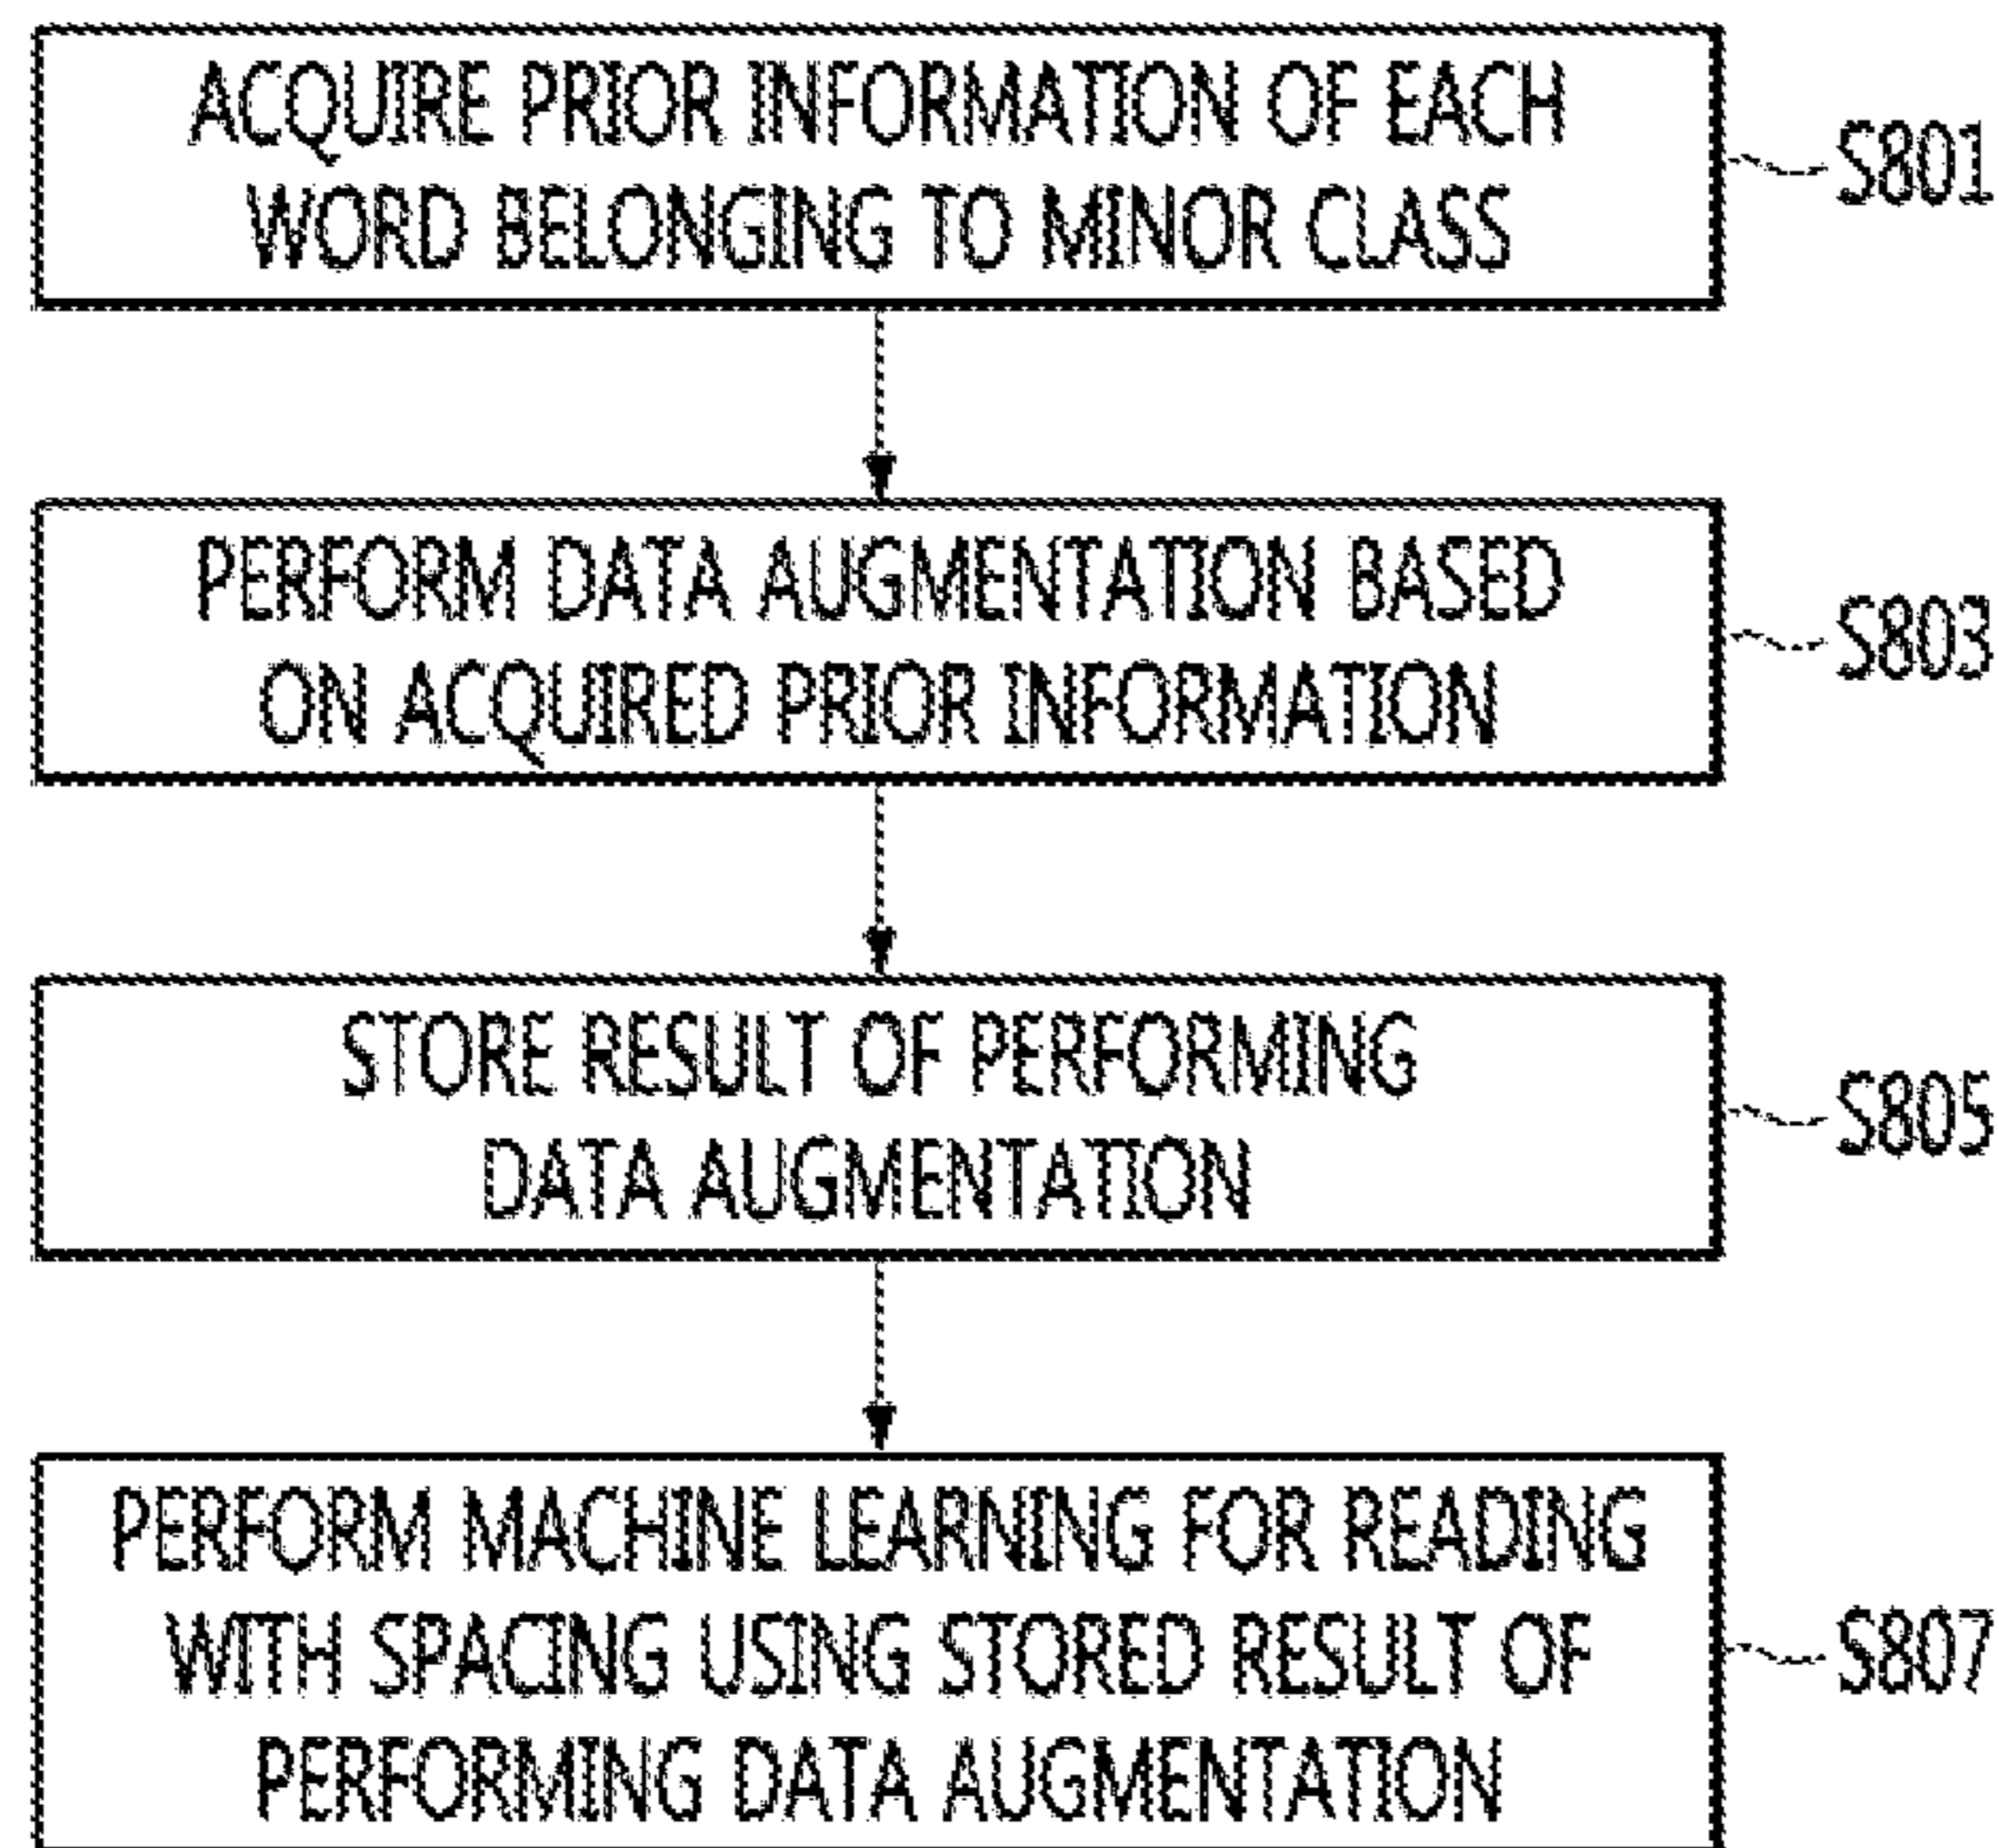 ACQUIRE PRIOR INFORMATION OF EACH
WORD BELONGING TO MINOR CLASS
S801
PERFORM DATA AUGMENTATION BASED
ON ACQUIRED PRIOR INFORMATION
S803
STORE RESULT OF PERFORMING
DATA AUGMENTATION
S805
PERFORM MACHINE LEARNING FOR READING
WITH SPACING USING STORED RESULT OF
PERFORMING DATA AUGMENTATION
S807